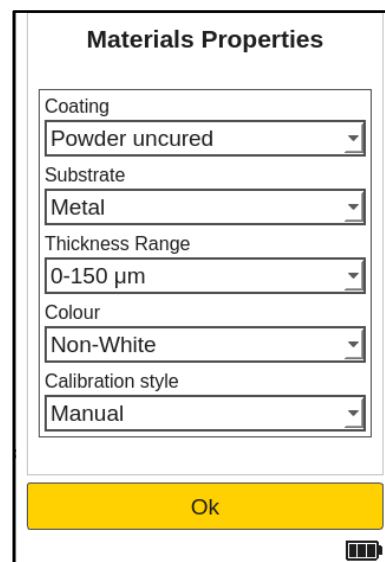 Materials Properties
Coating
Powder uncured
Substrate
Metal
Thickness Range
0-150 μm
Colour
Non-White
Calibration style
Manual
Ok